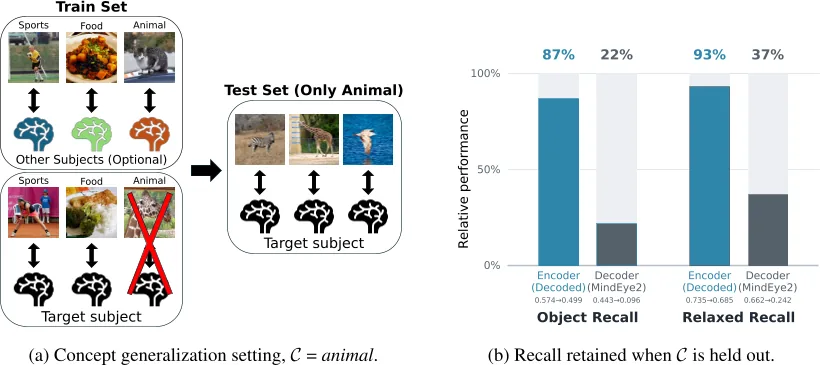 Train Set
Sports Food Animal
Other Subjects (Optional)
Sports Food Animal
Target subject
Test Set (Only Animal)
Target subject
(a) Concept generalization setting, 𝒞 = animal.
87% 22% 93% 37%
100%
50%
0%
Relative performance
Encoder Decoder Encoder Decoder
(Decoded) (MindEye2) (Decoded) (MindEye2)
0.574→0.499 0.443→0.096 0.735→0.685 0.662→0.242
Object Recall Relaxed Recall
(b) Recall retained when 𝒞 is held out.